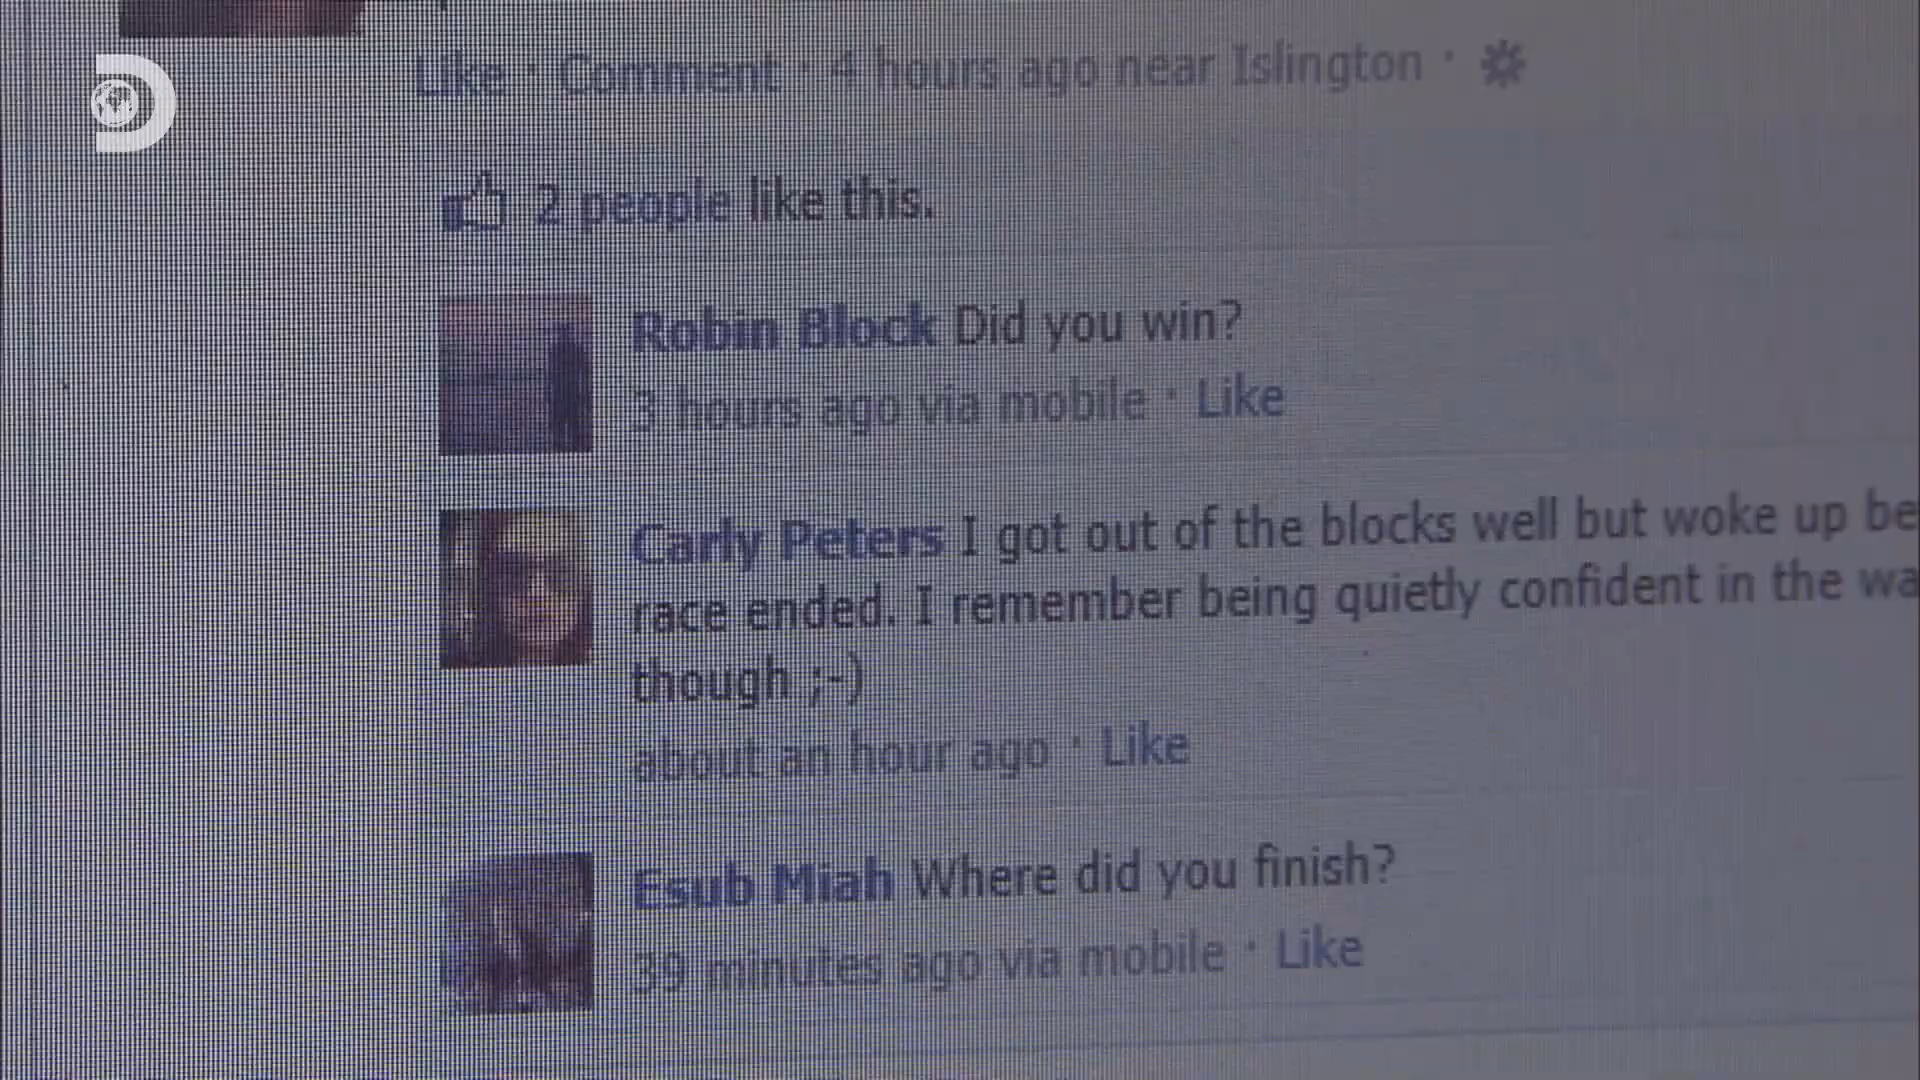 Like · Comment · 4 hours ago near Islington ·
2 people like this.
Robin Block Did you win?
3 hours ago via mobile · Like
Carly Peters I got out of the blocks well but woke up be
race ended. I remember being quietly confident in the wa
though ;-)
about an hour ago · Like
Esub Miah Where did you finish?
39 minutes ago via mobile · Like